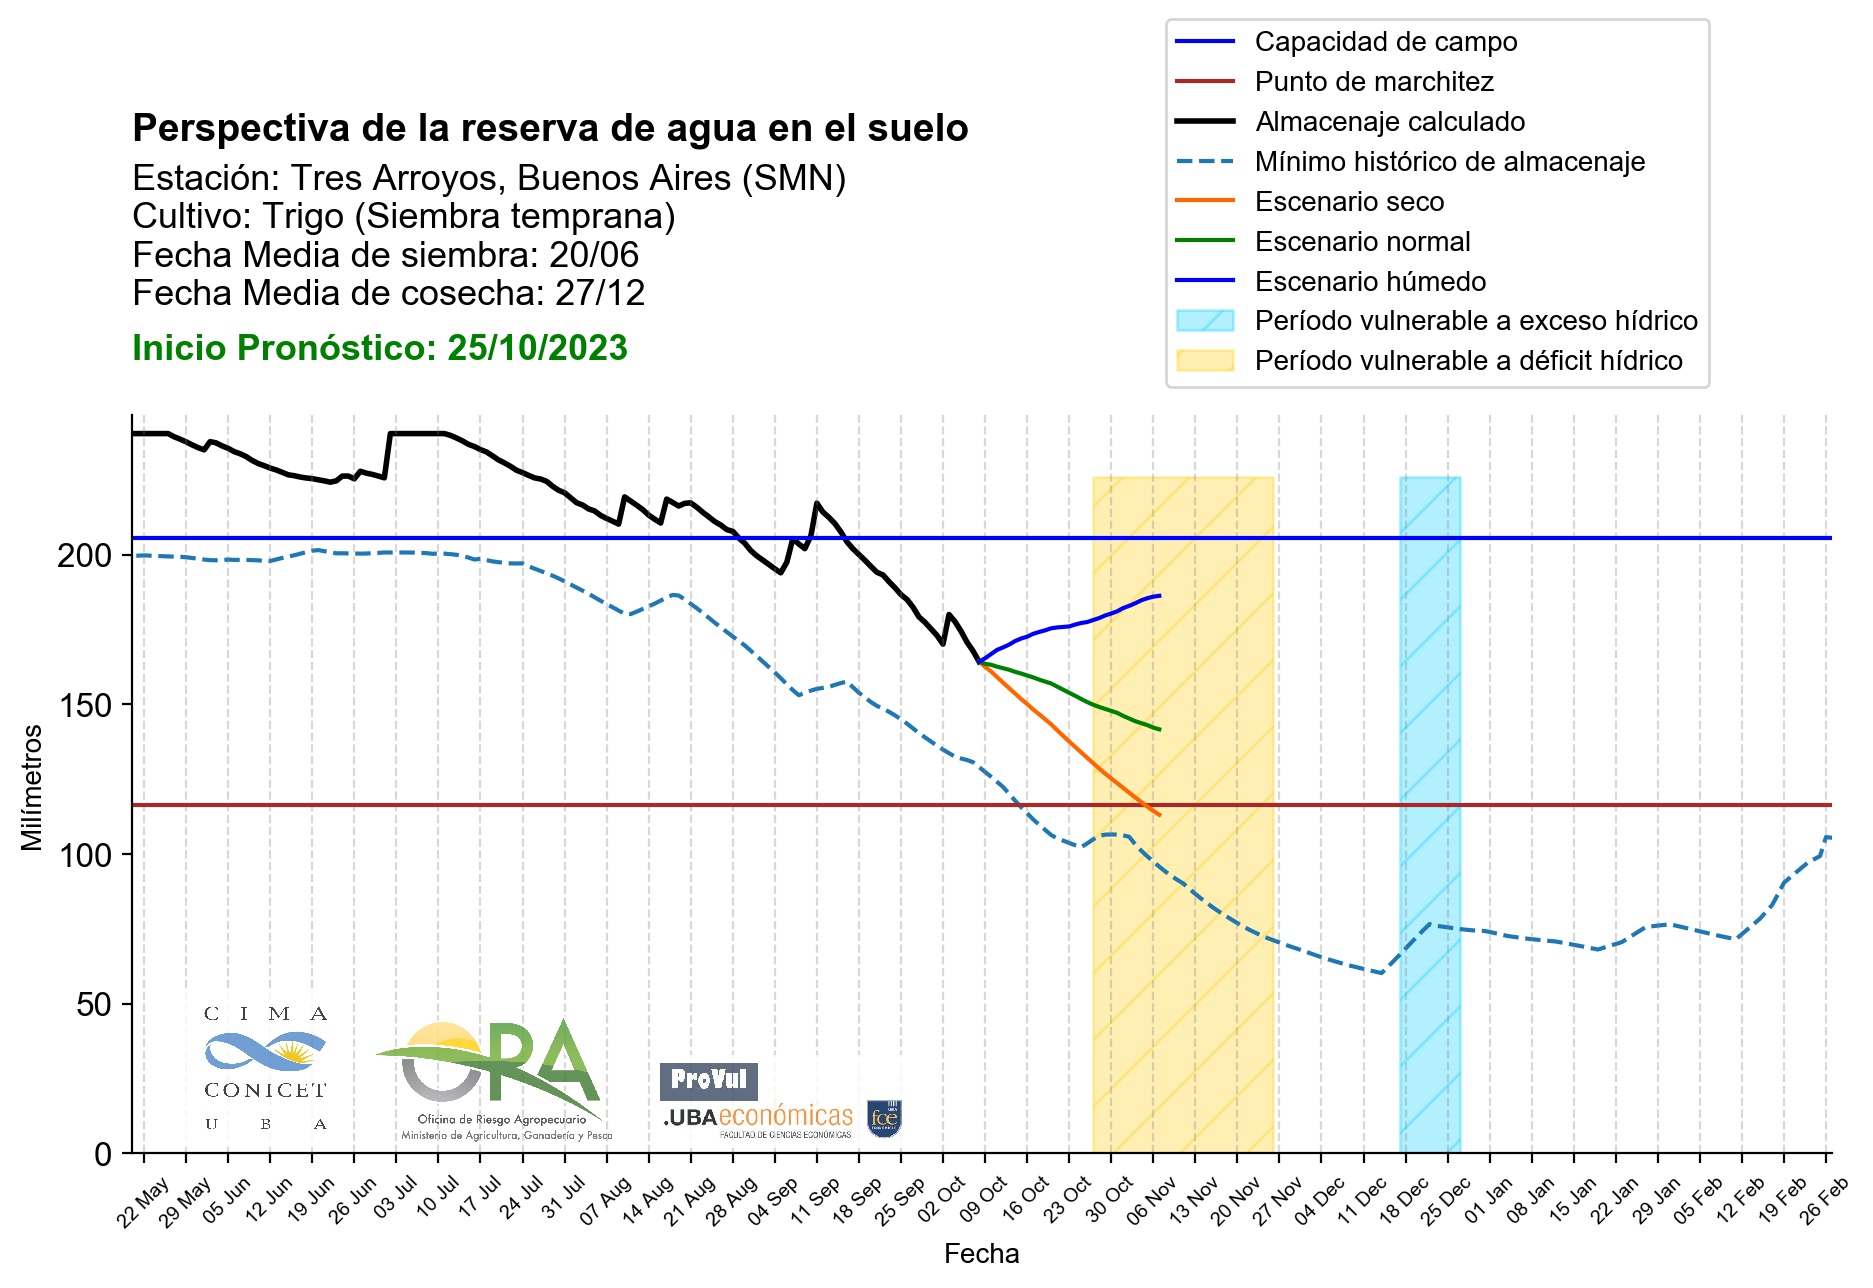 Capacidad de campo
Punto de marchitez
Almacenaje calculado
Mínimo histórico de almacenaje
Escenario seco
Escenario normal
Escenario húmedo
Período vulnerable a exceso hídrico
Período vulnerable a déficit hídrico
Perspectiva de la reserva de agua en el suelo
Estación: Tres Arroyos, Buenos Aires (SMN)
Cultivo: Trigo (Siembra temprana)
Fecha Media de siembra: 20/06
Fecha Media de cosecha: 27/12
Inicio Pronóstico: 25/10/2023
Milímetros
200
150
100
50
0
C I M A
CONICET
U B A
ORA
Oficina de Riesgo Agropecuario
Ministerio de Agricultura, Ganadería y Pesca
ProVul
.UBAeconómicas
FACULTAD DE CIENCIAS ECONÓMICAS
UBA
fce
ECONÓMICAS
22 May
29 May
05 Jun
12 Jun
19 Jun
26 Jun
03 Jul
10 Jul
17 Jul
24 Jul
31 Jul
07 Aug
14 Aug
21 Aug
28 Aug
04 Sep
11 Sep
18 Sep
25 Sep
02 Oct
09 Oct
16 Oct
23 Oct
30 Oct
06 Nov
13 Nov
20 Nov
27 Nov
04 Dec
11 Dec
18 Dec
25 Dec
01 Jan
08 Jan
15 Jan
22 Jan
29 Jan
05 Feb
12 Feb
19 Feb
26 Feb
Fecha